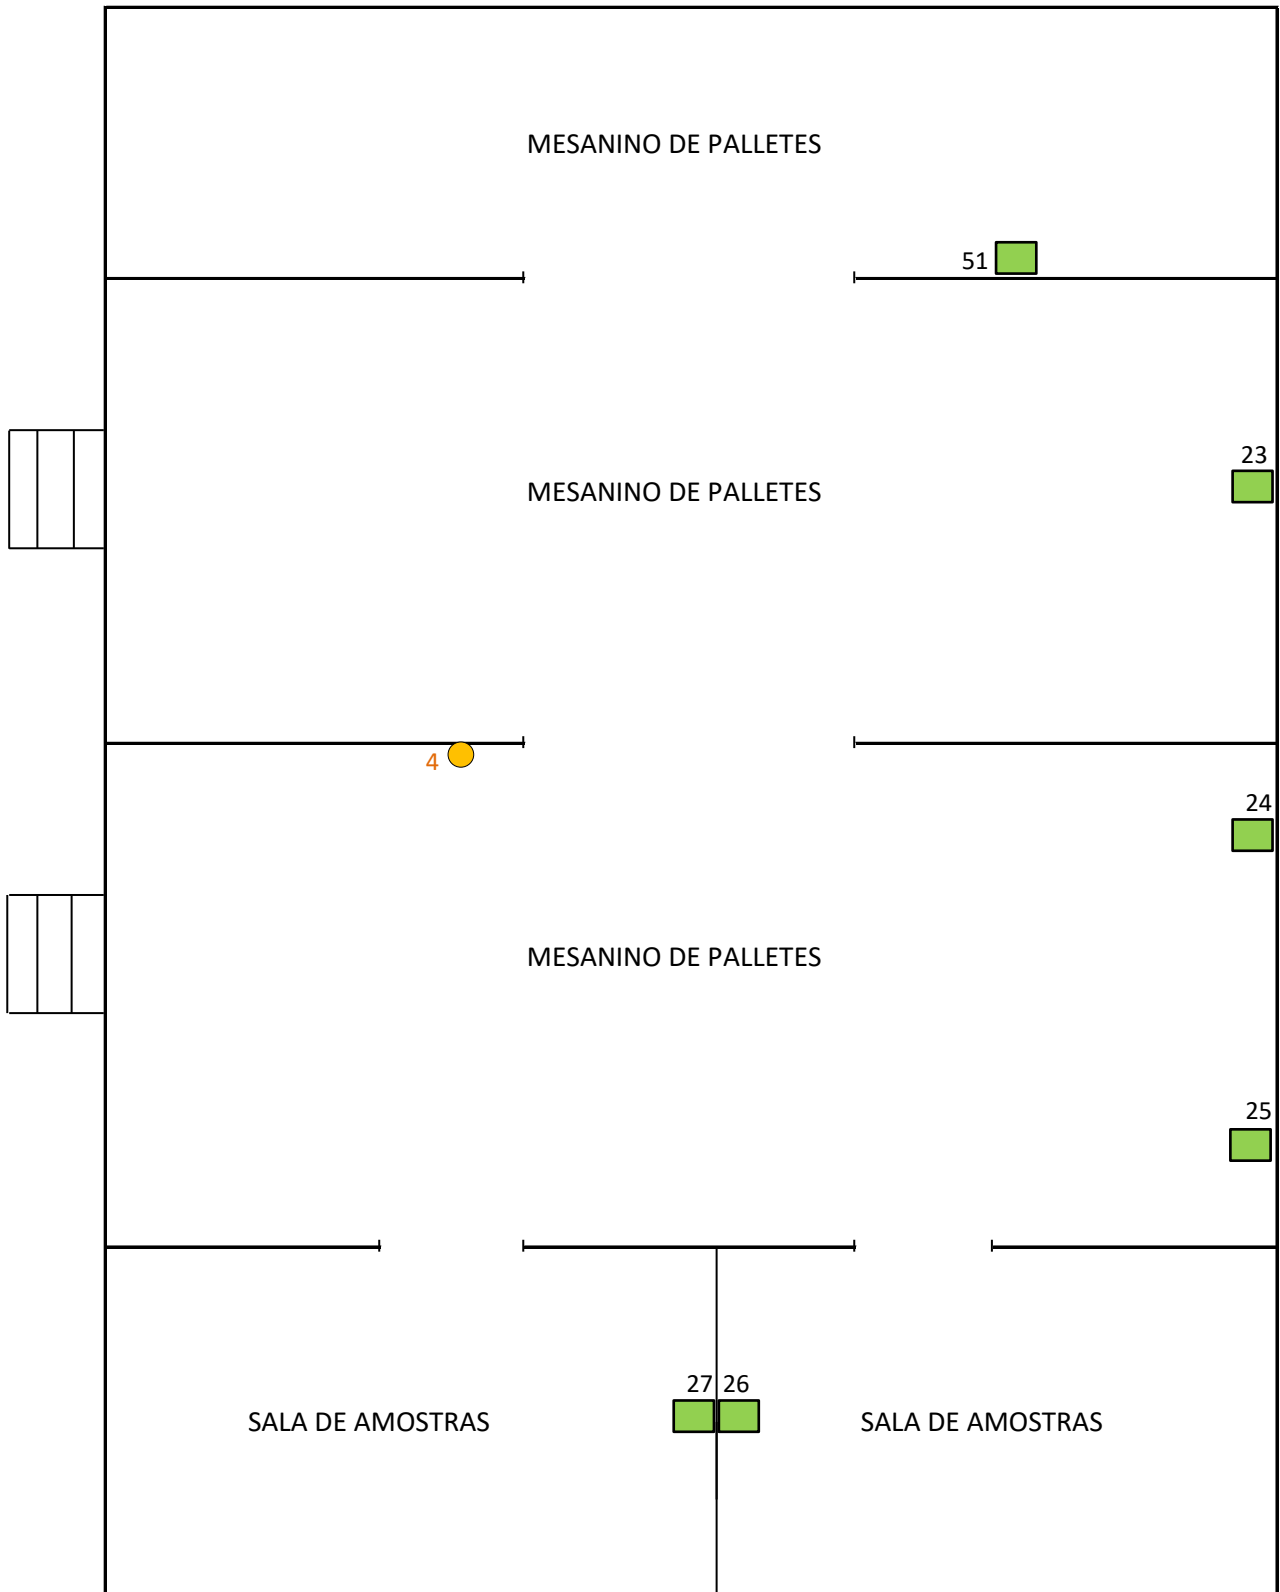 MESANINO DE PALLETES
51
23
MESANINO DE PALLETES
4
24
MESANINO DE PALLETES
25
27 26
SALA DE AMOSTRAS
SALA DE AMOSTRAS